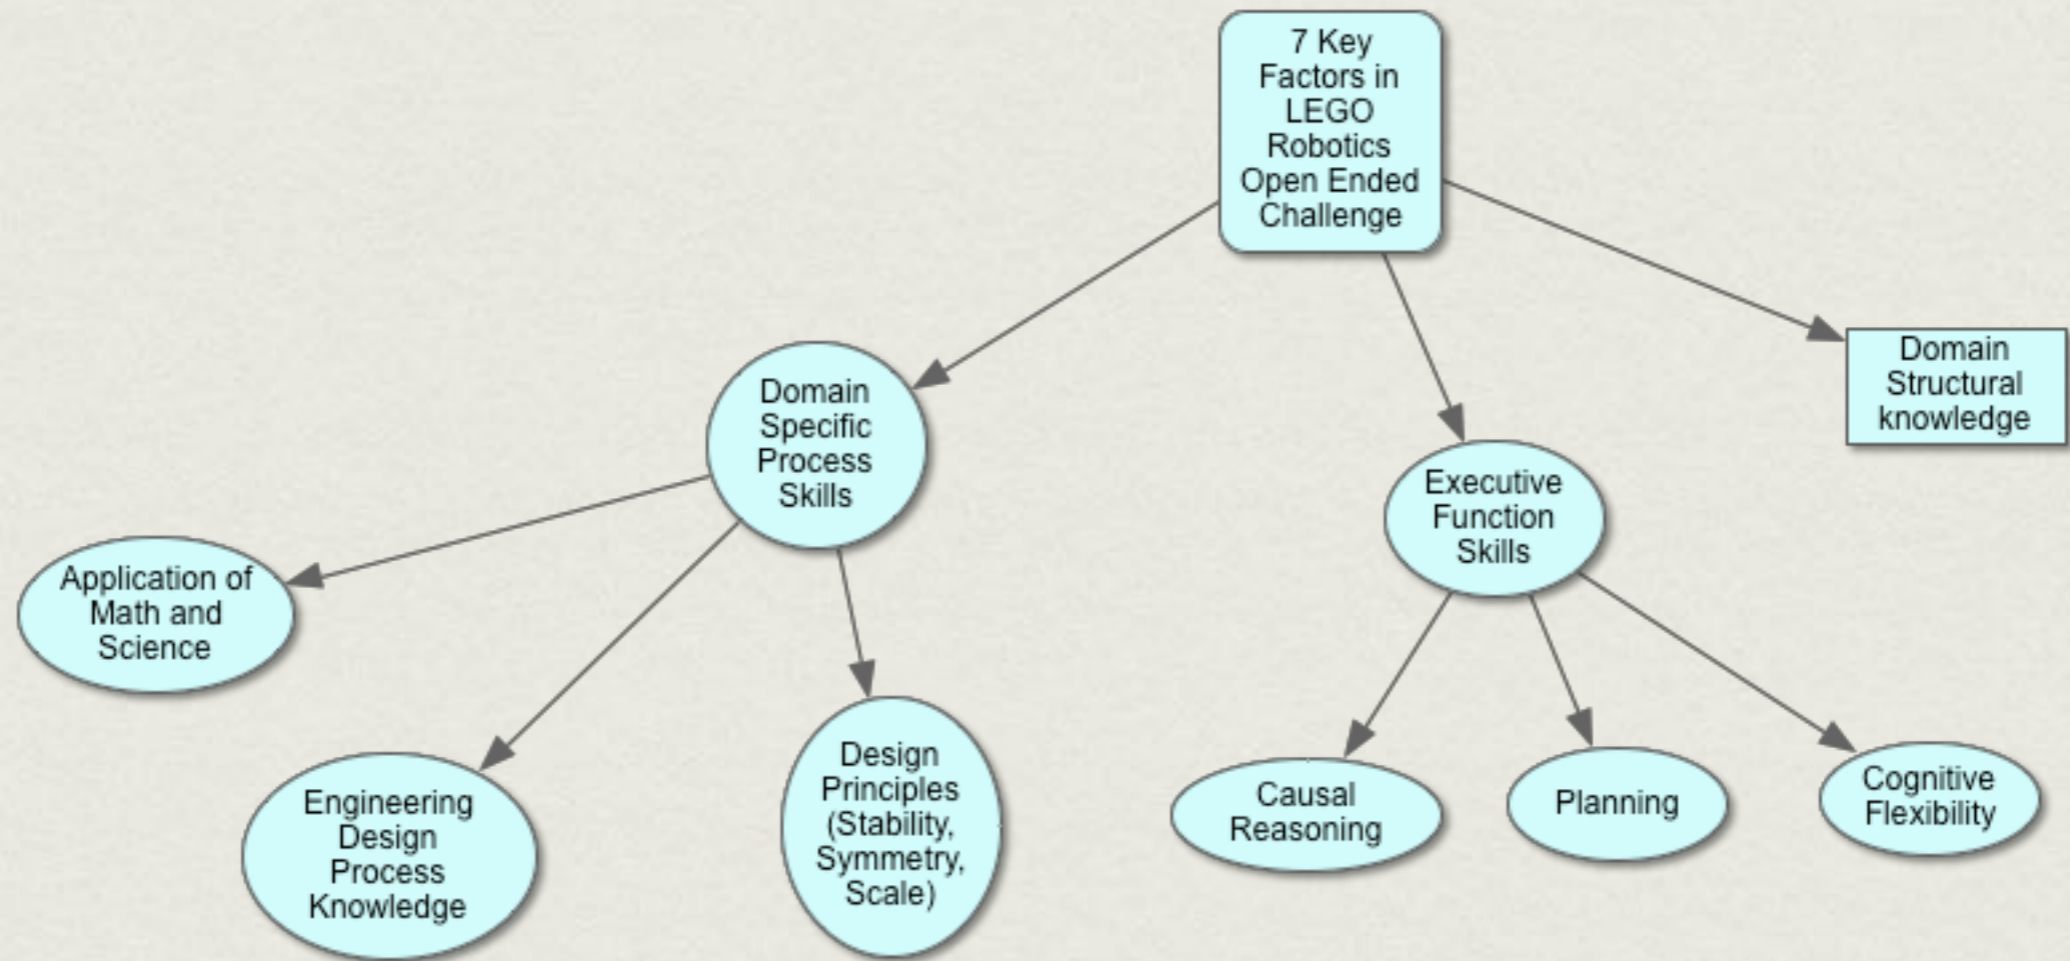 7 Key
Factors in
LEGO
Robotics
Open Ended
Challenge
Domain
Structural
knowledge
Domain
Specific
Process
Skills
Executive
Function
Skills
Application of
Math and
Science
Engineering
Design
Process
Knowledge
Design
Principles
(Stability,
Symmetry,
Scale)
Causal
Reasoning
Planning
Cognitive
Flexibility